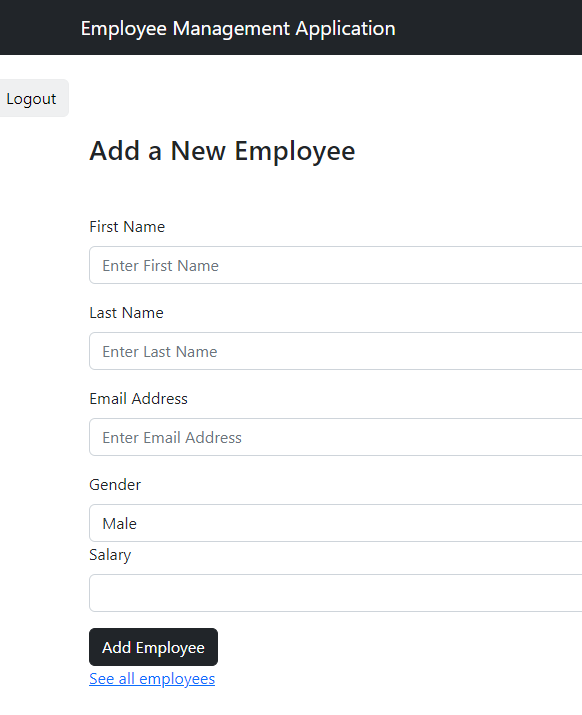 Employee Management Application
Logout
Add a New Employee
First Name
Enter First Name
Last Name
Enter Last Name
Email Address
Enter Email Address
Gender
Male
Salary
Add Employee
See all employees